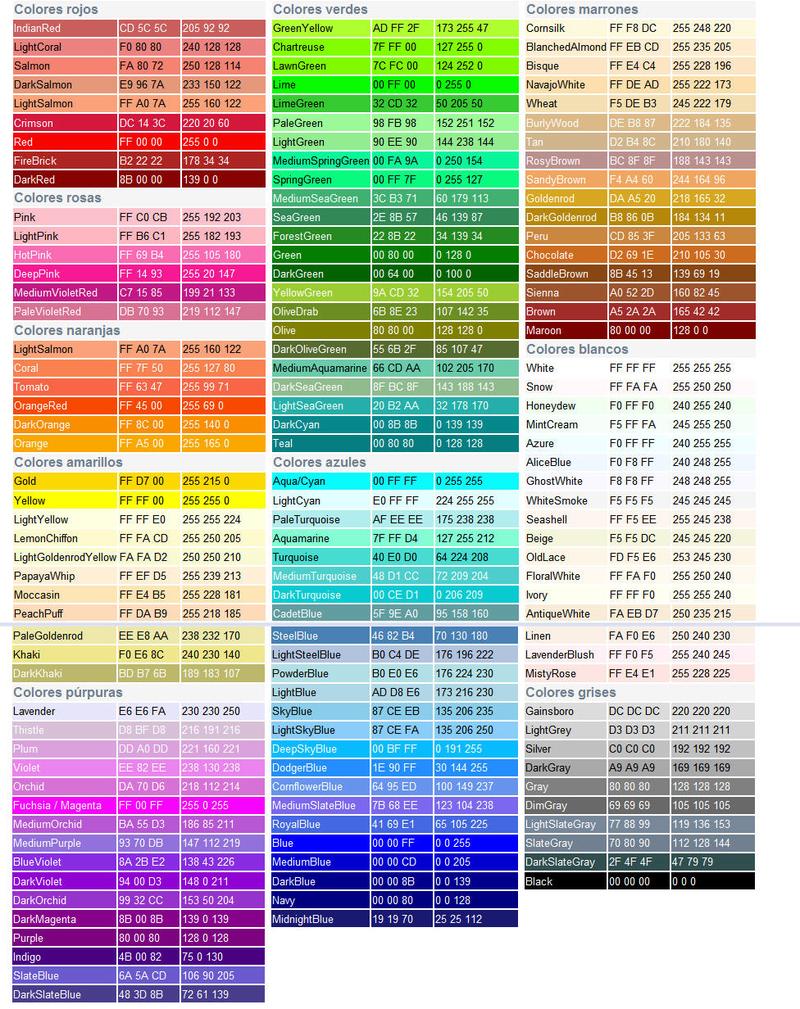 Colores rojos
IndianRed CD 5C 5C 205 92 92
LightCoral F0 80 80 240 128 128
Salmon FA 80 72 250 128 114
DarkSalmon E9 96 7A 233 150 122
LightSalmon FF A0 7A 255 160 122
Crimson DC 14 3C 220 20 60
Red FF 00 00 255 0 0
FireBrick B2 22 22 178 34 34
DarkRed 8B 00 00 139 0 0
Colores rosas
Pink FF C0 CB 255 192 203
LightPink FF B6 C1 255 182 193
HotPink FF 69 B4 255 105 180
DeepPink FF 14 93 255 20 147
MediumVioletRed C7 15 85 199 21 133
PaleVioletRed DB 70 93 219 112 147
Colores naranjas
LightSalmon FF A0 7A 255 160 122
Coral FF 7F 50 255 127 80
Tomato FF 63 47 255 99 71
OrangeRed FF 45 00 255 69 0
DarkOrange FF 8C 00 255 140 0
Orange FF A5 00 255 165 0
Colores amarillos
Gold FF D7 00 255 215 0
Yellow FF FF 00 255 255 0
LightYellow FF FF E0 255 255 224
LemonChiffon FF FA CD 255 250 205
LightGoldenrodYellow FA FA D2 250 250 210
PapayaWhip FF EF D5 255 239 213
Moccasin FF E4 B5 255 228 181
PeachPuff FF DA B9 255 218 185
PaleGoldenrod EE E8 AA 238 232 170
Khaki F0 E6 8C 240 230 140
DarkKhaki BD B7 6B 189 183 107
Colores púrpuras
Lavender E6 E6 FA 230 230 250
Thistle D8 BF D8 216 191 216
Plum DD A0 DD 221 160 221
Violet EE 82 EE 238 130 238
Orchid DA 70 D6 218 112 214
Fuchsia / Magenta FF 00 FF 255 0 255
MediumOrchid BA 55 D3 186 85 211
MediumPurple 93 70 DB 147 112 219
BlueViolet 8A 2B E2 138 43 226
DarkViolet 94 00 D3 148 0 211
DarkOrchid 99 32 CC 153 50 204
DarkMagenta 8B 00 8B 139 0 139
Purple 80 00 80 128 0 128
Indigo 4B 00 82 75 0 130
SlateBlue 6A 5A CD 106 90 205
DarkSlateBlue 48 3D 8B 72 61 139
Colores verdes
GreenYellow AD FF 2F 173 255 47
Chartreuse 7F FF 00 127 255 0
LawnGreen 7C FC 00 124 252 0
Lime 00 FF 00 0 255 0
LimeGreen 32 CD 32 50 205 50
PaleGreen 98 FB 98 152 251 152
LightGreen 90 EE 90 144 238 144
MediumSpringGreen 00 FA 9A 0 250 154
SpringGreen 00 FF 7F 0 255 127
MediumSeaGreen 3C B3 71 60 179 113
SeaGreen 2E 8B 57 46 139 87
ForestGreen 22 8B 22 34 139 34
Green 00 80 00 0 128 0
DarkGreen 00 64 00 0 100 0
YellowGreen 9A CD 32 154 205 50
OliveDrab 6B 8E 23 107 142 35
Olive 80 80 00 128 128 0
DarkOliveGreen 55 6B 2F 85 107 47
MediumAquamarine 66 CD AA 102 205 170
DarkSeaGreen 8F BC 8F 143 188 143
LightSeaGreen 20 B2 AA 32 178 170
DarkCyan 00 8B 8B 0 139 139
Teal 00 80 80 0 128 128
Colores azules
Aqua/Cyan 00 FF FF 0 255 255
LightCyan E0 FF FF 224 255 255
PaleTurquoise AF EE EE 175 238 238
Aquamarine 7F FF D4 127 255 212
Turquoise 40 E0 D0 64 224 208
MediumTurquoise 48 D1 CC 72 209 204
DarkTurquoise 00 CE D1 0 206 209
CadetBlue 5F 9E A0 95 158 160
SteelBlue 46 82 B4 70 130 180
LightSteelBlue B0 C4 DE 176 196 222
PowderBlue B0 E0 E6 176 224 230
LightBlue AD D8 E6 173 216 230
SkyBlue 87 CE EB 135 206 235
LightSkyBlue 87 CE FA 135 206 250
DeepSkyBlue 00 BF FF 0 191 255
DodgerBlue 1E 90 FF 30 144 255
CornflowerBlue 64 95 ED 100 149 237
MediumSlateBlue 7B 68 EE 123 104 238
RoyalBlue 41 69 E1 65 105 225
Blue 00 00 FF 0 0 255
MediumBlue 00 00 CD 0 0 205
DarkBlue 00 00 8B 0 0 139
Navy 00 00 80 0 0 128
MidnightBlue 19 19 70 25 25 112
Colores marrones
Cornsilk FF F8 DC 255 248 220
BlanchedAlmond FF EB CD 255 235 205
Bisque FF E4 C4 255 228 196
NavajoWhite FF DE AD 255 222 173
Wheat F5 DE B3 245 222 179
BurlyWood DE B8 87 222 184 135
Tan D2 B4 8C 210 180 140
RosyBrown BC 8F 8F 188 143 143
SandyBrown F4 A4 60 244 164 96
Goldenrod DA A5 20 218 165 32
DarkGoldenrod B8 86 0B 184 134 11
Peru CD 85 3F 205 133 63
Chocolate D2 69 1E 210 105 30
SaddleBrown 8B 45 13 139 69 19
Sienna A0 52 2D 160 82 45
Brown A5 2A 2A 165 42 42
Maroon 80 00 00 128 0 0
Colores blancos
White FF FF FF 255 255 255
Snow FF FA FA 255 250 250
Honeydew F0 FF F0 240 255 240
MintCream F5 FF FA 245 255 250
Azure F0 FF FF 240 255 255
AliceBlue F0 F8 FF 240 248 255
GhostWhite F8 F8 FF 248 248 255
WhiteSmoke F5 F5 F5 245 245 245
Seashell FF F5 EE 255 245 238
Beige F5 F5 DC 245 245 220
OldLace FD F5 E6 253 245 230
FloralWhite FF FA F0 255 250 240
Ivory FF FF F0 255 255 240
AntiqueWhite FA EB D7 250 235 215
Linen FA F0 E6 250 240 230
LavenderBlush FF F0 F5 255 240 245
MistyRose FF E4 E1 255 228 225
Colores grises
Gainsboro DC DC DC 220 220 220
LightGrey D3 D3 D3 211 211 211
Silver C0 C0 C0 192 192 192
DarkGray A9 A9 A9 169 169 169
Gray 80 80 80 128 128 128
DimGray 69 69 69 105 105 105
LightSlateGray 77 88 99 119 136 153
SlateGray 70 80 90 112 128 144
DarkSlateGray 2F 4F 4F 47 79 79
Black 00 00 00 0 0 0